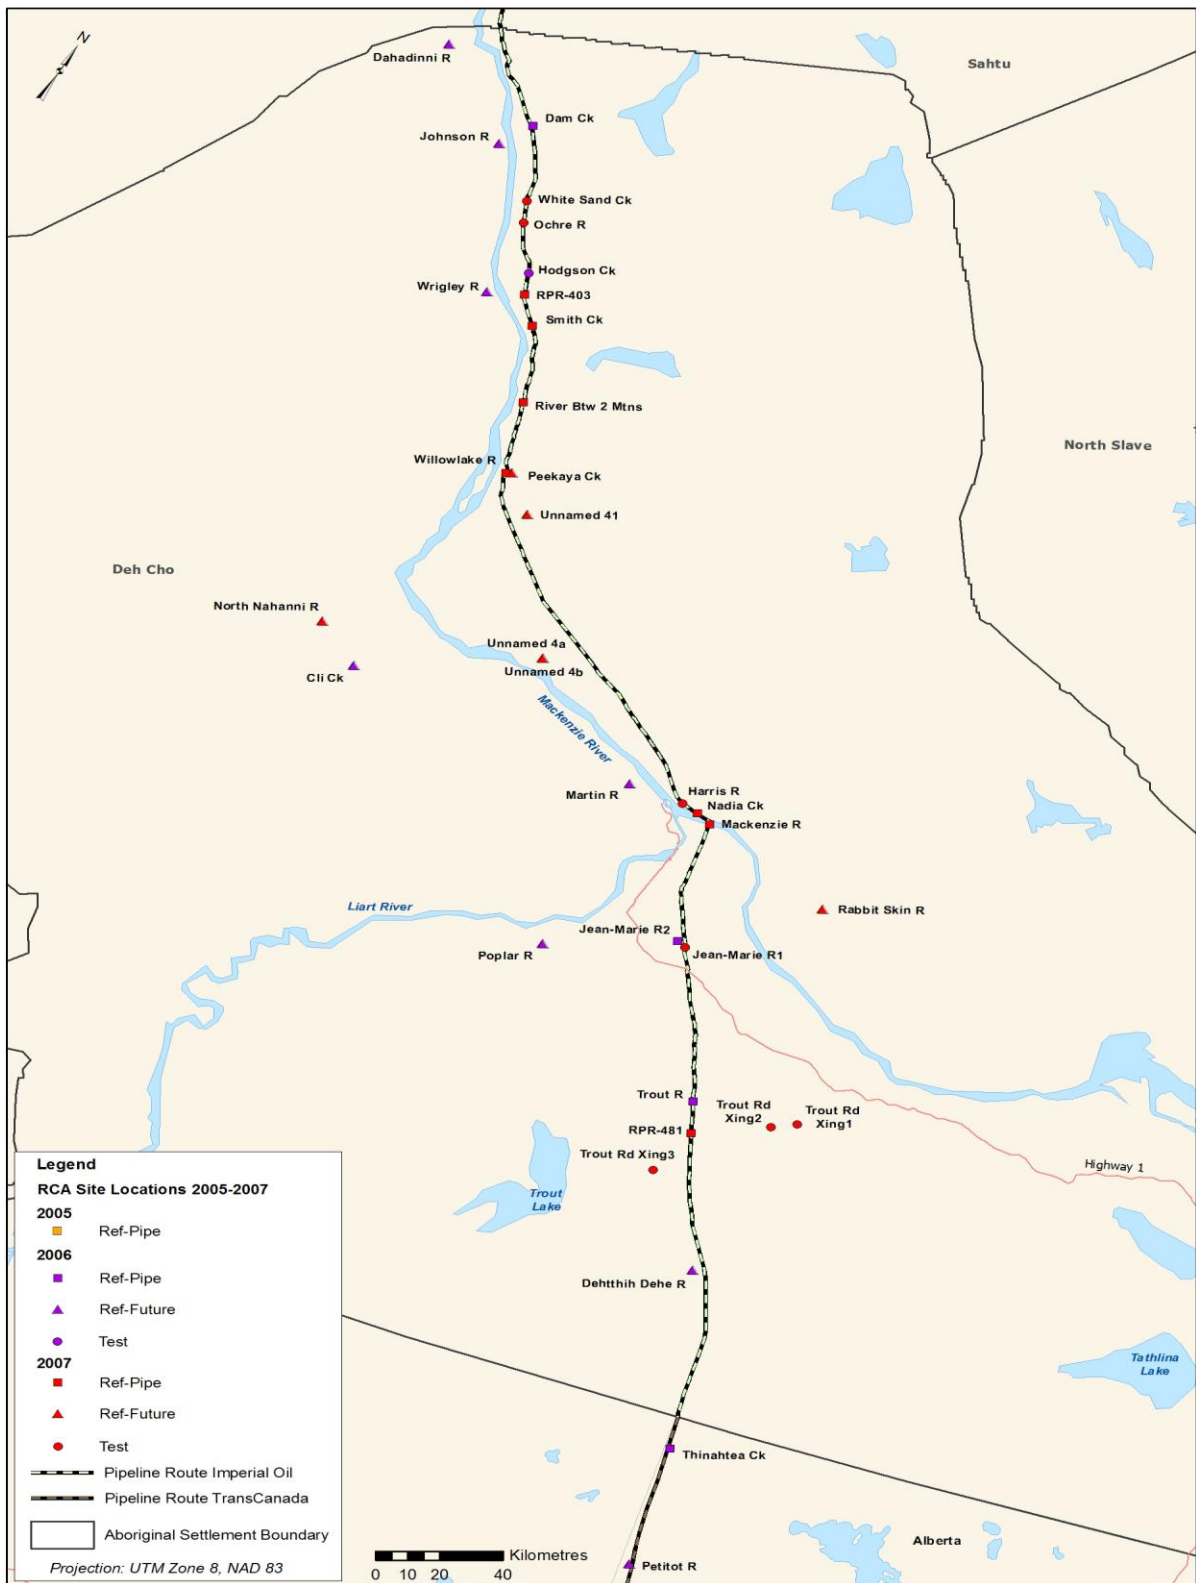 N
Dahadinni R
Sahtu
Dam Ck
Johnson R
White Sand Ck
Ochre R
Hodgson Ck
Wrigley R
RPR-403
Smith Ck
River Btw 2 Mtns
North Slave
Willowlake R
Peekaya Ck
Unnamed 41
Deh Cho
North Nahanni R
Unnamed 4a
Cli Ck
Unnamed 4b
Mackenzie River
Martin R
Harris R
Nadia Ck
Mackenzie R
Liart River
Rabbit Skin R
Jean-Marie R2
Poplar R
Jean-Marie R1
Trout R
Trout Rd
Xing2
Trout Rd
Xing1
RPR-481
Trout Rd Xing3
Highway 1
Trout
Lake
Dehtthih Dehe R
Tathlina
Lake
Thinahtea Ck
Alberta
Petitot R
Legend
RCA Site Locations 2005-2007
2005
Ref-Pipe
2006
Ref-Pipe
Ref-Future
Test
2007
Ref-Pipe
Ref-Future
Test
Pipeline Route Imperial Oil
Pipeline Route TransCanada
Aboriginal Settlement Boundary
Projection: UTM Zone 8, NAD 83
Kilometres
0 10 20 40